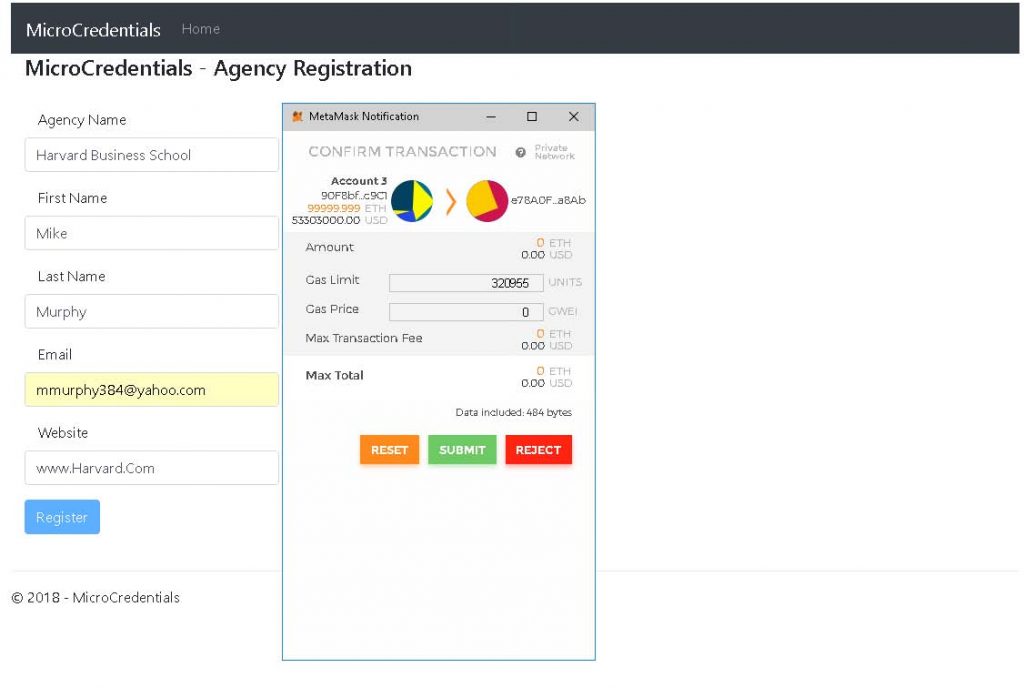 MicroCredentials Home
MicroCredentials - Agency Registration
Agency Name
Harvard Business School
First Name
Mike
Last Name
Murphy
Email
mmurphy384@yahoo.com
Website
www.Harvard.Com
Register
© 2018 - MicroCredentials
MetaMask Notification
CONFIRM TRANSACTION ? Private Network
Account 3
90F8bf...c9C1
99999.999 ETH
53303000.00 USD
e78A0F...a8Ab
Amount 0 ETH
0.00 USD
Gas Limit 320955 UNITS
Gas Price 0 GWEI
Max Transaction Fee 0 ETH
0.00 USD
Max Total 0 ETH
0.00 USD
Data included: 484 bytes
RESET SUBMIT REJECT